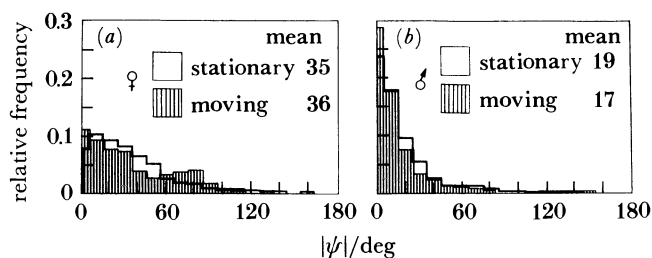 relative frequency
0.3
0.2
0.1
0
(a) mean
♀ stationary 35
moving 36
0 60 120 180
(b) mean
♂ stationary 19
moving 17
0 60 120 180
|ψ|/deg